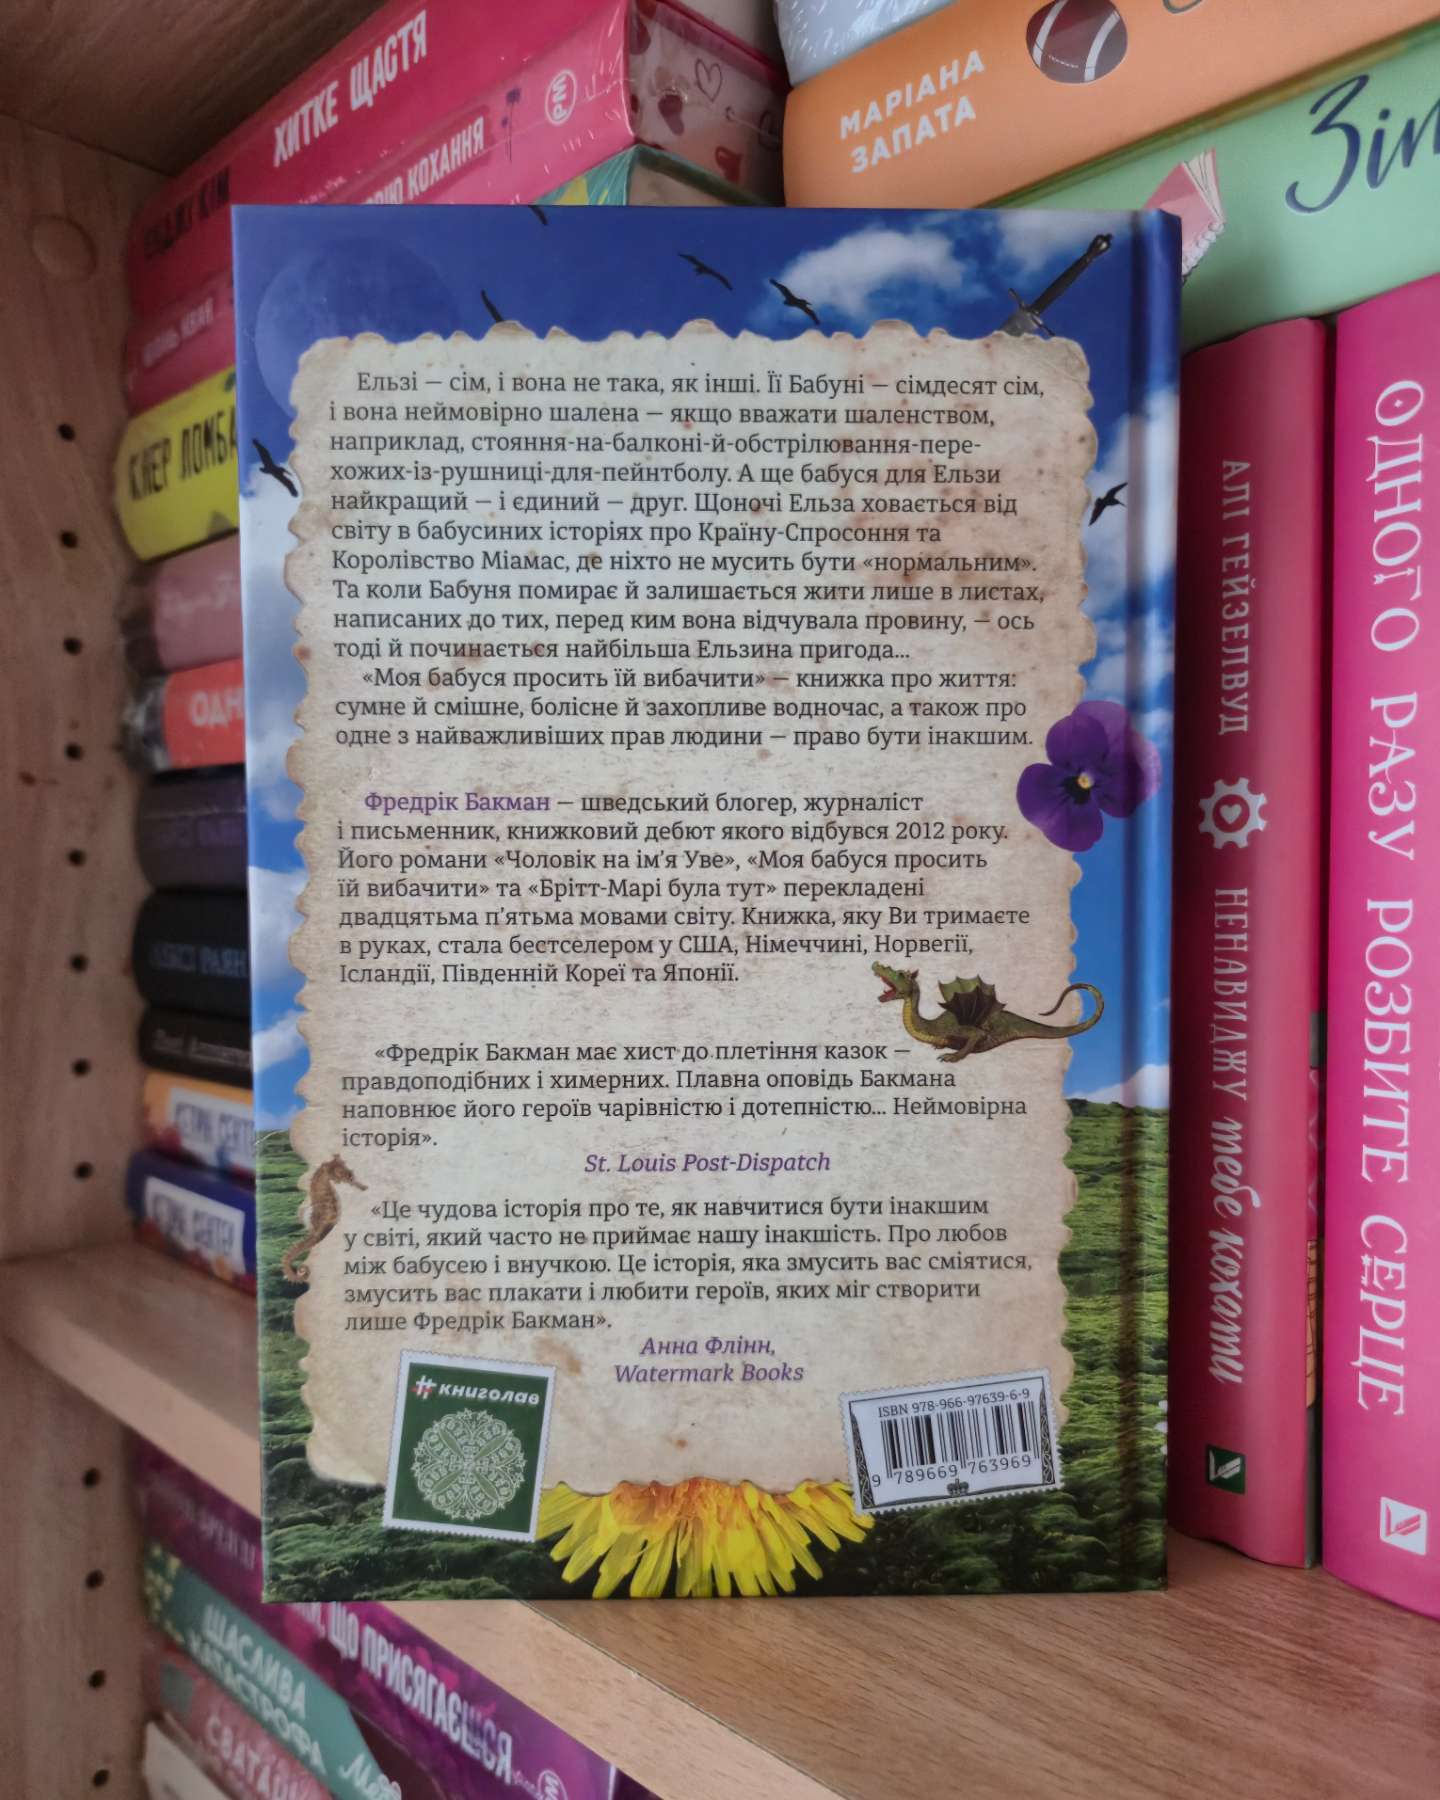 ХИТКЕ ЩАСТЯ
РМ
КОХАННЯ
МАРІАНА
ЗАПАТА
Ельзі — сім, і вона не така, як інші. Її Бабуні — сімдесят сім,
і вона неймовірно шалена — якщо вважати шаленством,
наприклад, стояння-на-балконі-й-обстрілювання-пере-
хожих-із-рушниці-для-пейнтболу. А ще бабуся для Ельзи
найкращий — і єдиний — друг. Щоночі Ельза ховається від
світу в бабусиних історіях про Країну-Спросоння та
Королівство Міамас, де ніхто не мусить бути «нормальним».
Та коли Бабуня помирає й залишається жити лише в листах,
написаних до тих, перед ким вона відчувала провину, — ось
тоді й починається найбільша Ельзина пригода...
«Моя бабуся просить їй вибачити» — книжка про життя:
сумне й смішне, болісне й захопливе водночас, а також про
одне з найважливіших прав людини — право бути інакшим.
Фредрік Бакман — шведський блогер, журналіст
і письменник, книжковий дебют якого відбувся 2012 року.
Його романи «Чоловік на ім'я Уве», «Моя бабуся просить
їй вибачити» та «Брітт-Марі була тут» перекладені
двадцятьма п'ятьма мовами світу. Книжка, яку Ви тримаєте
в руках, стала бестселером у США, Німеччині, Норвегії,
Ісландії, Південній Кореї та Японії.
«Фредрік Бакман має хист до плетіння казок —
правдоподібних і химерних. Плавна оповідь Бакмана
наповнює його героїв чарівністю і дотепністю... Неймовірна
історія».
St. Louis Post-Dispatch
«Це чудова історія про те, як навчитися бути інакшим
у світі, який часто не приймає нашу інакшість. Про любов
між бабусею і внучкою. Це історія, яка змусить вас сміятися,
змусить вас плакати і любити героїв, яких міг створити
лише Фредрік Бакман».
Анна Флінн,
Watermark Books
#книголав
ISBN 978-966-97639-6-9
9 789669 763969
АЛІ ГЕЙЗЕЛВУД
НЕНАВИДЖУ тебе кохати
ОДНОГО РАЗУ РОЗБИТЕ СЕРЦЕ
ЩО ПРИСЯГАЄШСЯ
ЩАСЛИВА
КАТАСТРОФА